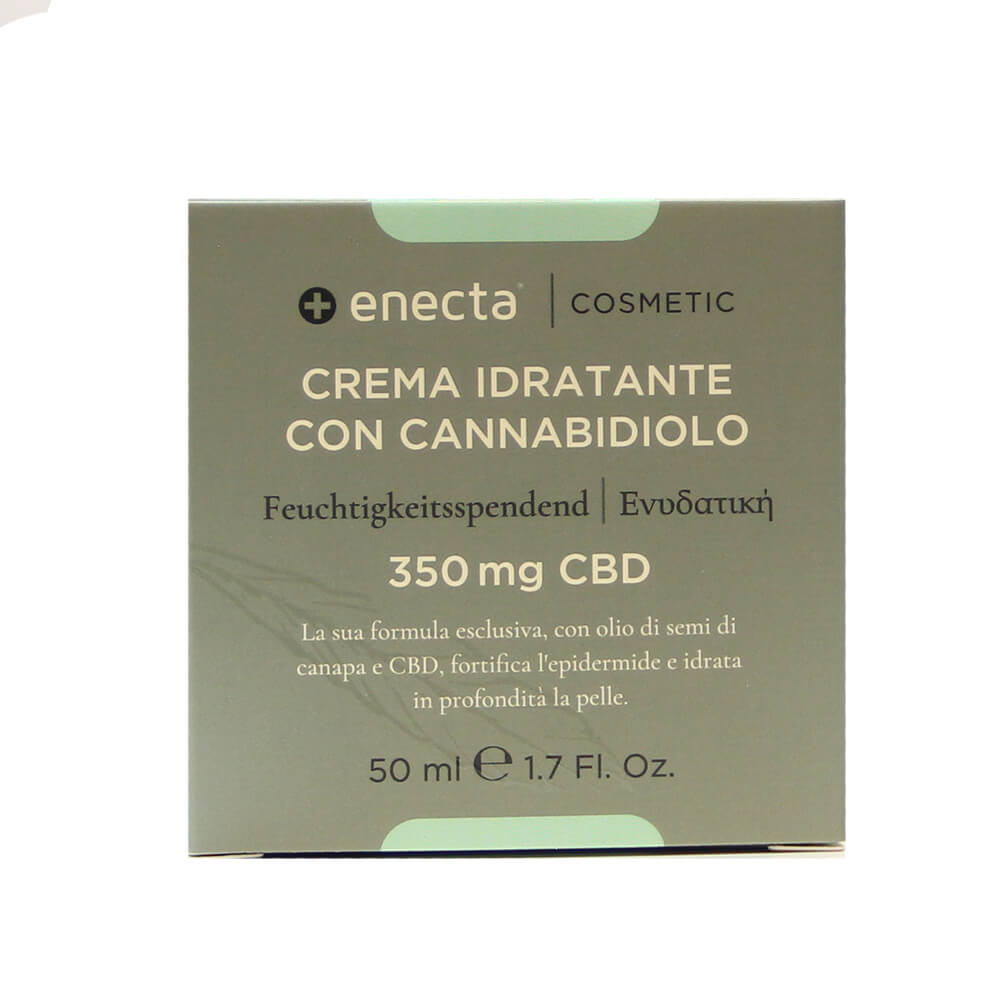 enecta® | COSMETIC
CREMA IDRATANTE
CON CANNABIDIOLO
Feuchtigkeitsspendend | Ενυδατική
350 mg CBD
La sua formula esclusiva, con olio di semi di
canapa e CBD, fortifica l'epidermide e idrata
in profondità la pelle.
50 ml ℮ 1.7 Fl. Oz.